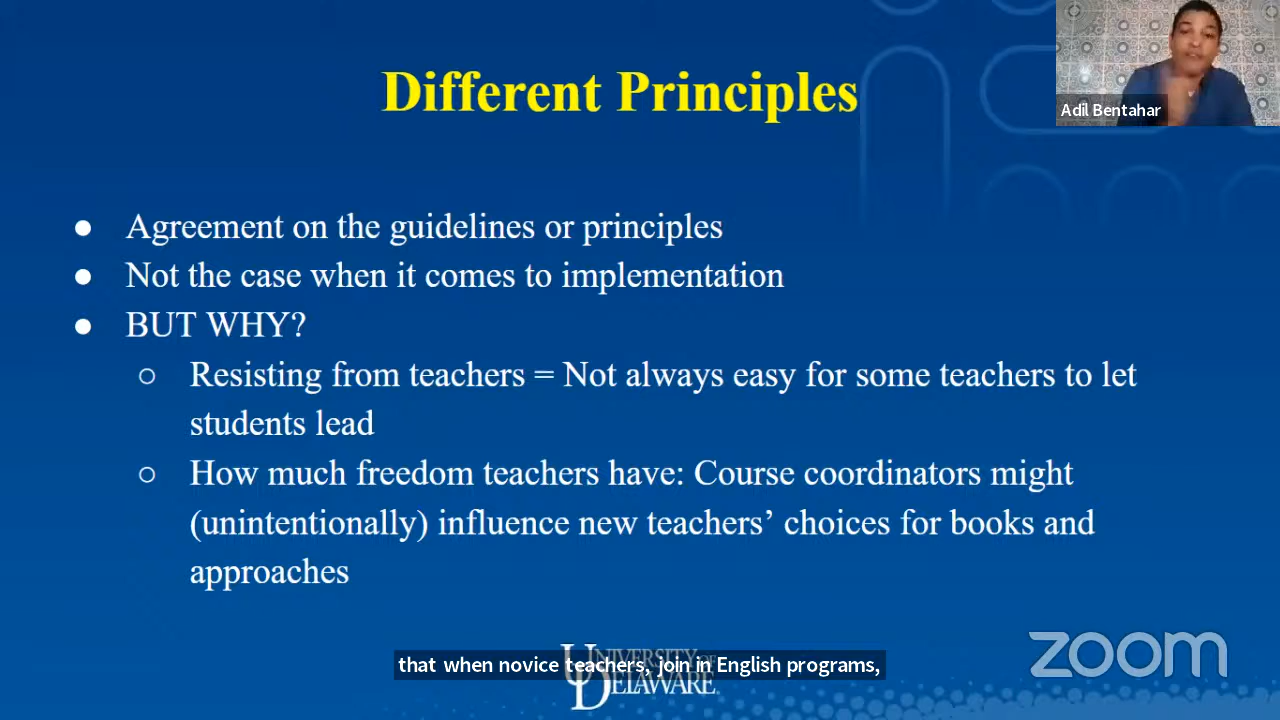 Different Principles
Adil Bentahar
● Agreement on the guidelines or principles
● Not the case when it comes to implementation
● BUT WHY?
○ Resisting from teachers = Not always easy for some teachers to let
students lead
○ How much freedom teachers have: Course coordinators might
(unintentionally) influence new teachers’ choices for books and
approaches
that when novice teachers, join in English programs,
UNIVERSITY OF
DELAWARE
zoom